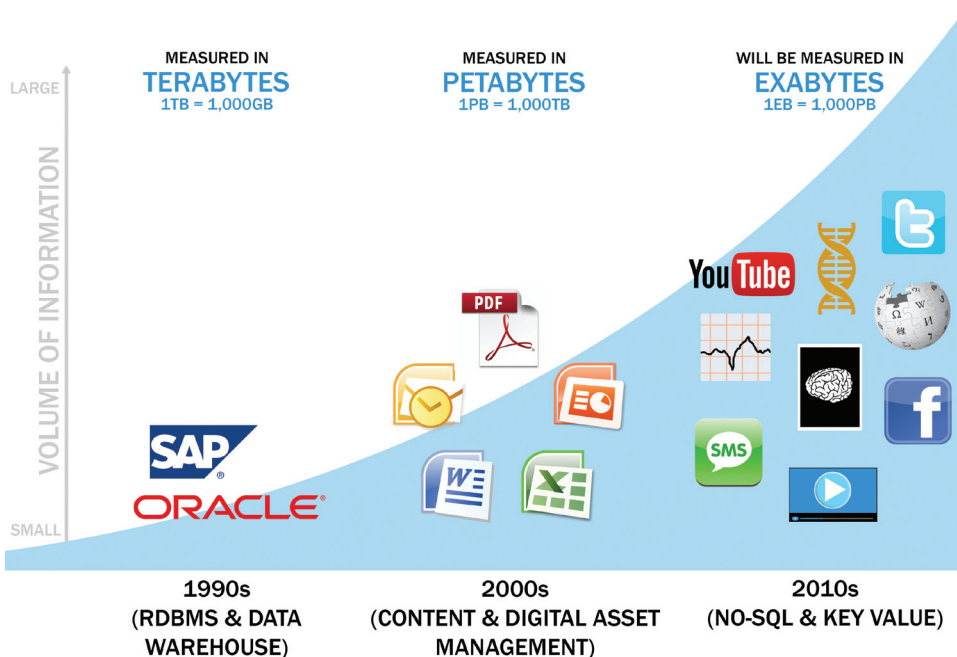 MEASURED IN
TERABYTES
1TB = 1,000GB
MEASURED IN
PETABYTES
1PB = 1,000TB
WILL BE MEASURED IN
EXABYTES
1EB = 1,000PB
LARGE
VOLUME OF INFORMATION
SMALL
SAP
®
ORACLE®
PDF
W
X
YouTube
t
Ω W И
f
SMS
1990s
(RDBMS & DATA
WAREHOUSE)
2000s
(CONTENT & DIGITAL ASSET
MANAGEMENT)
2010s
(NO-SQL & KEY VALUE)